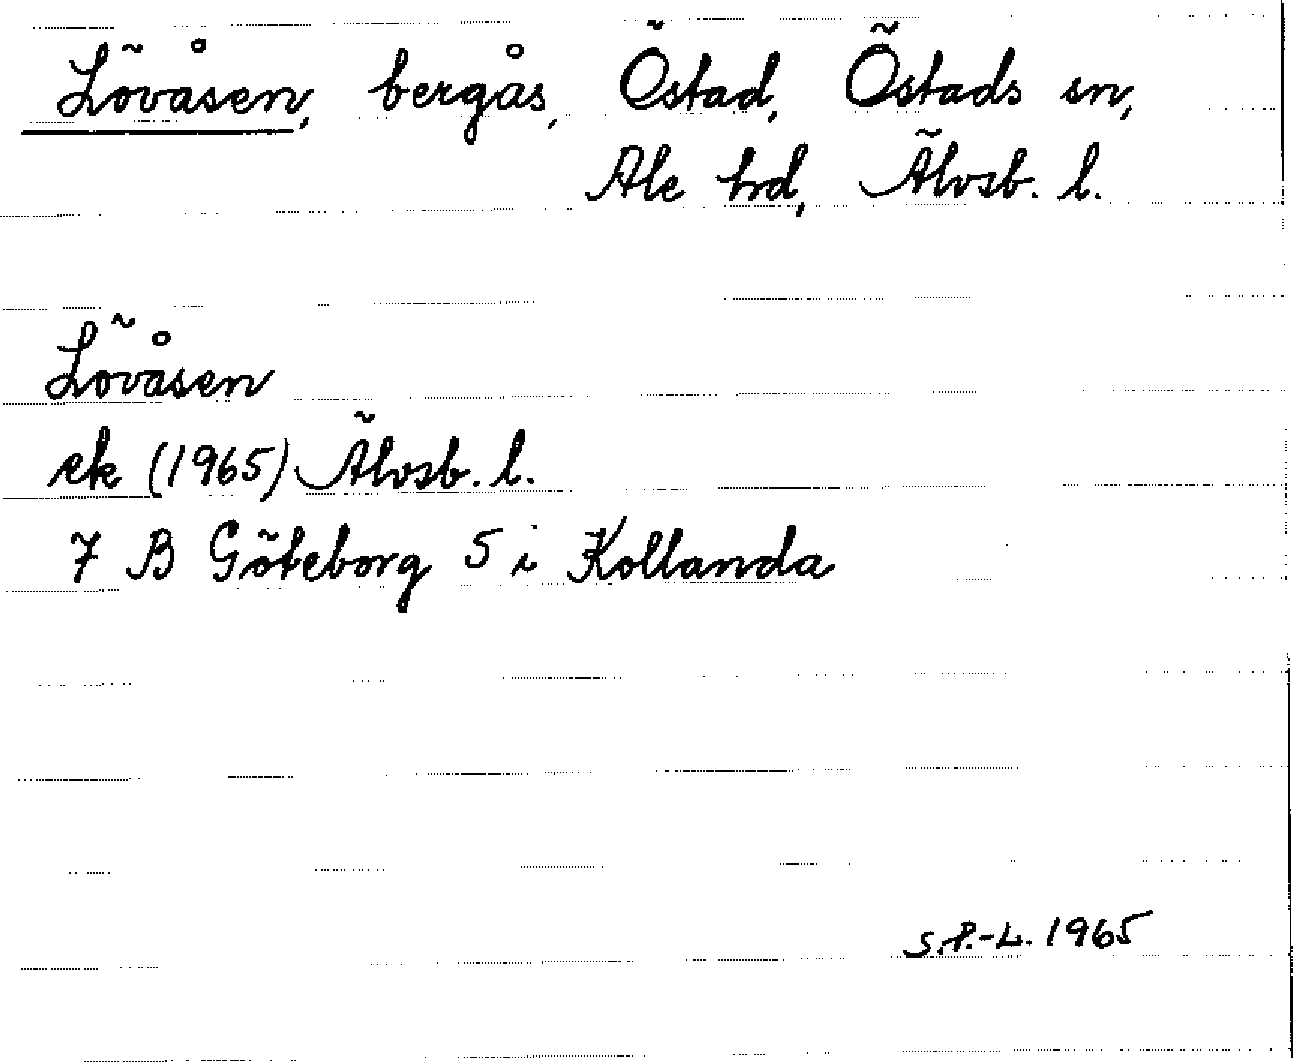 Lövåsen, bergås, Östad, Östads sn,
Ale hd, Älvsb. l.
Lövåsen
ek (1965) Älvsb. l.
7 B Göteborg 5 i Kollanda
S.P.-L. 1965